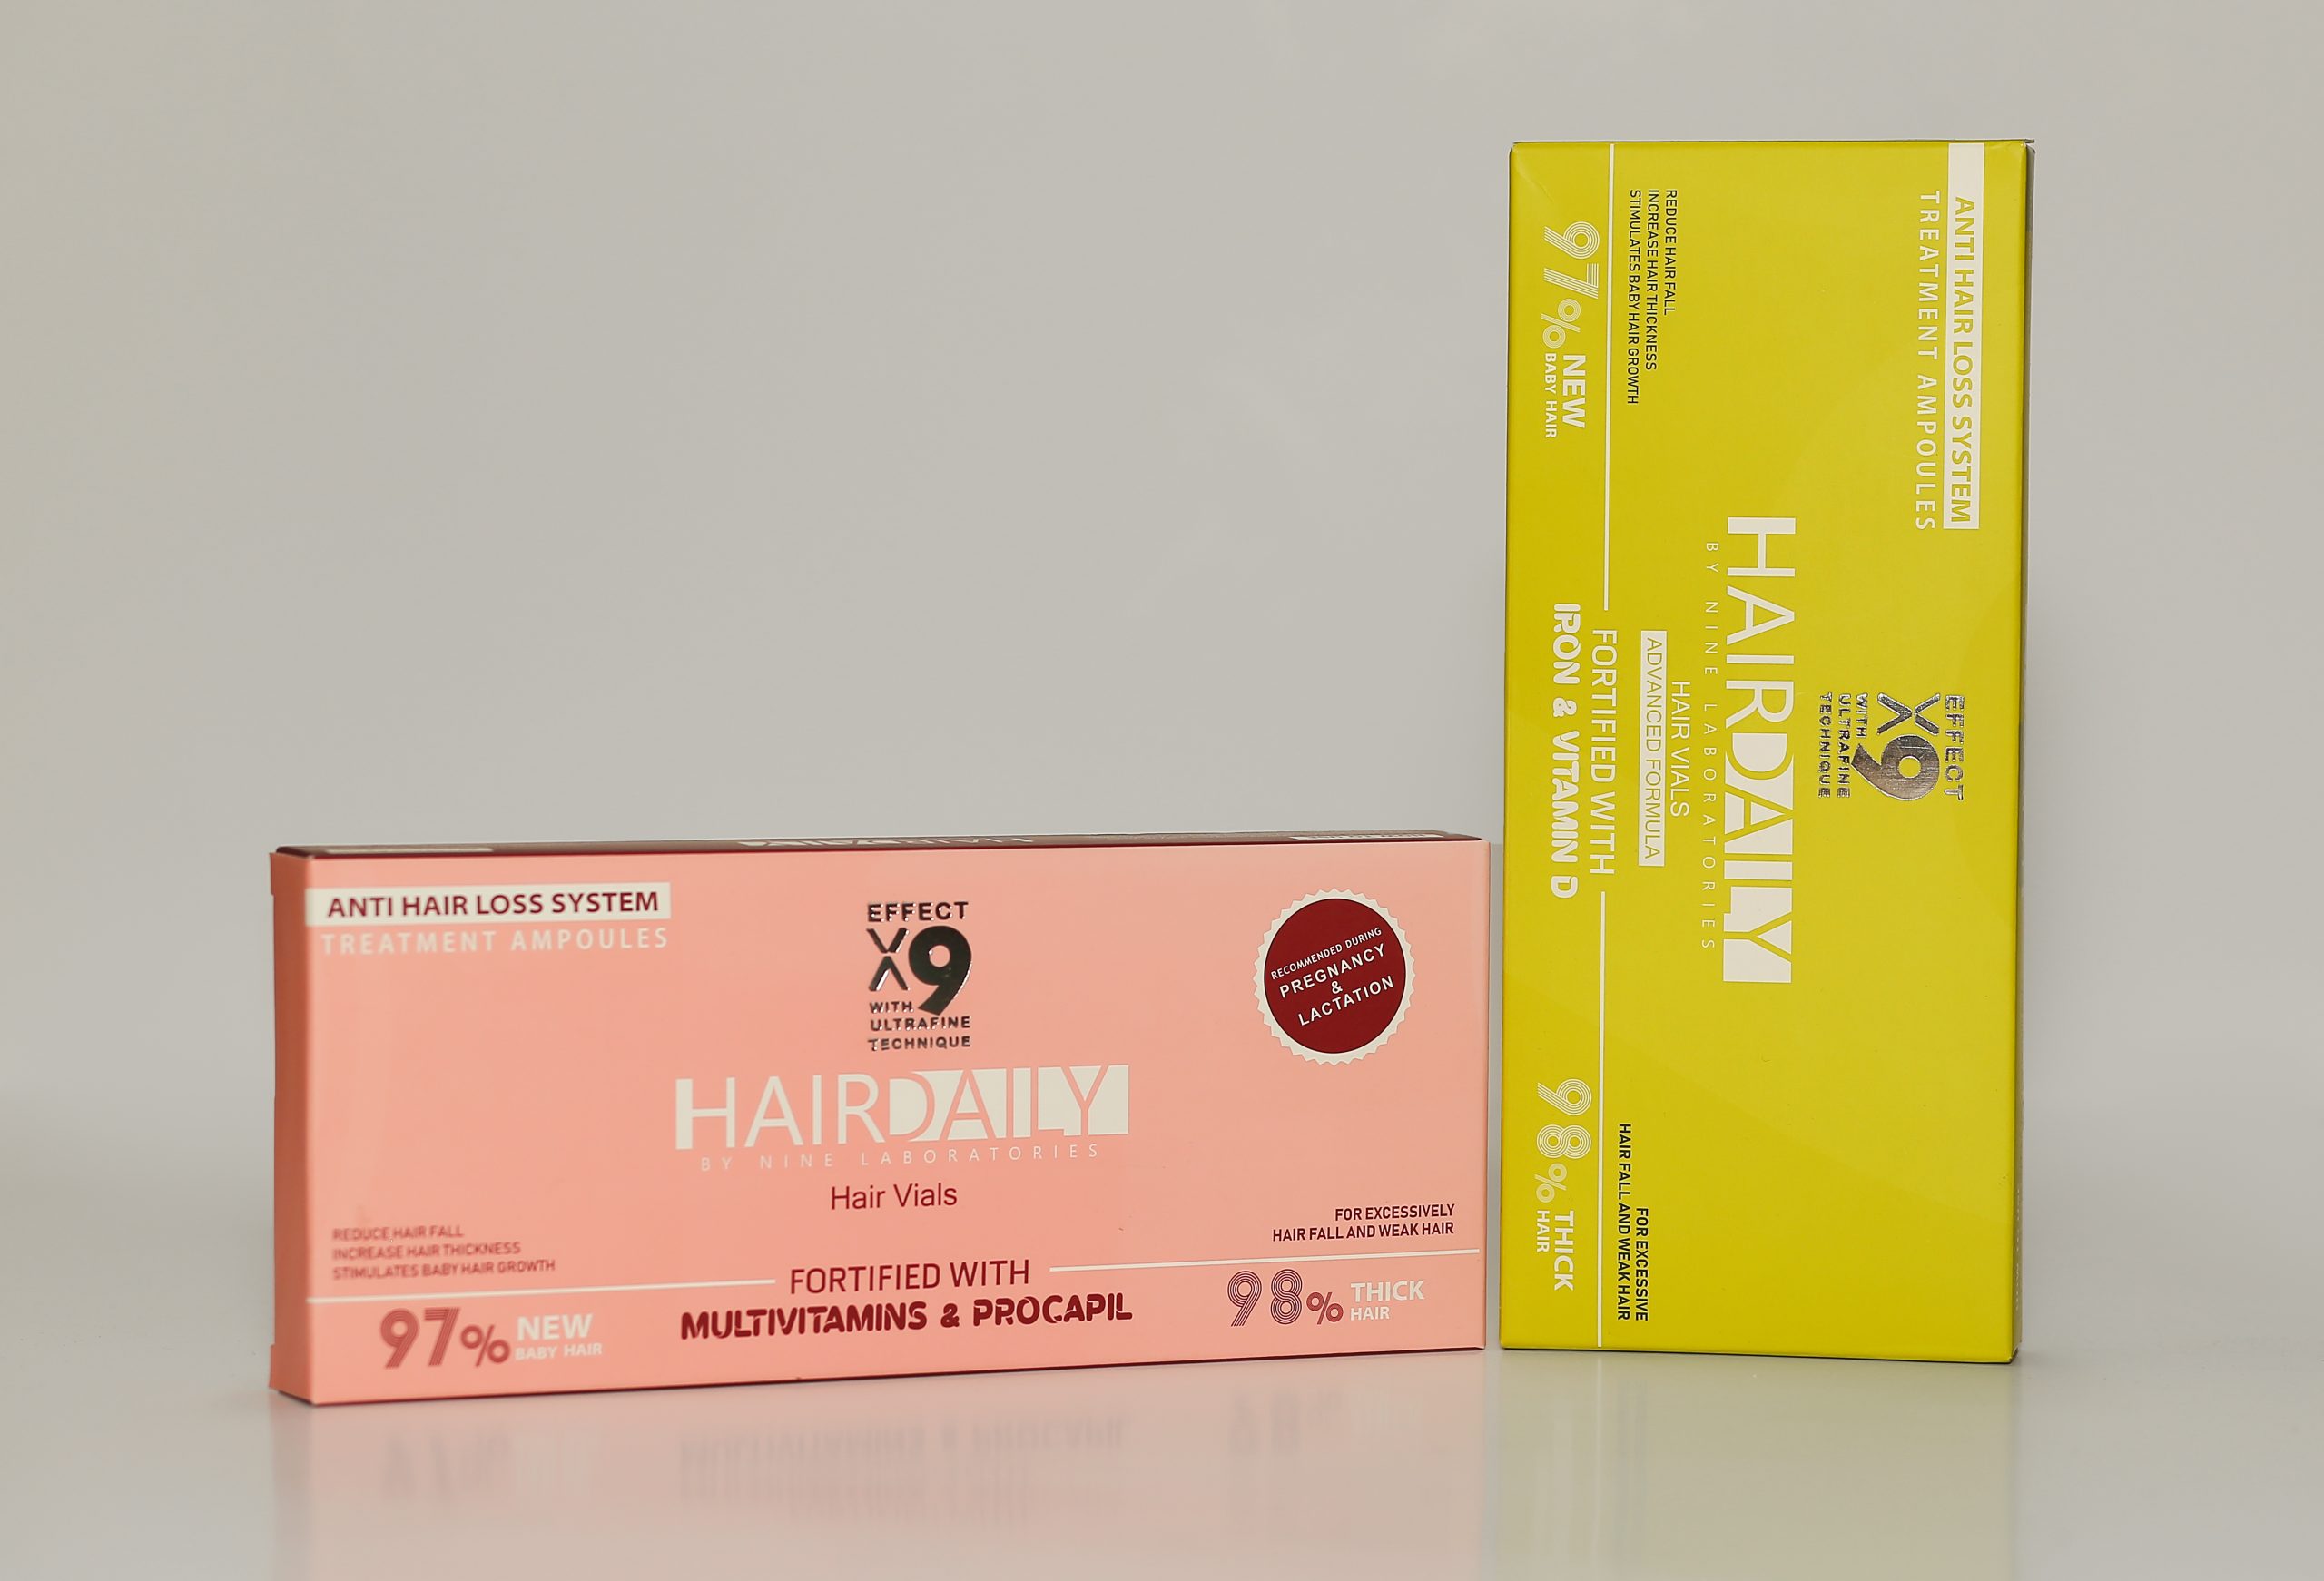 ANTI HAIR LOSS SYSTEM
TREATMENT AMPOULES
EFFECT
X9
WITH
ULTRAFINE
TECHNIQUE
RECOMMENDED DURING
PREGNANCY
&
LACTATION
HAIRDAILY
BY NINE LABORATORIES
Hair Vials
REDUCE HAIR FALL
INCREASE HAIR THICKNESS
STIMULATES BABY HAIR GROWTH
FOR EXCESSIVELY
HAIR FALL AND WEAK HAIR
FORTIFIED WITH
MULTIVITAMINS & PROCAPIL
97% NEW
BABY HAIR
98% THICK
HAIR
ANTI HAIR LOSS SYSTEM
TREATMENT AMPOULES
EFFECT
X9
WITH
ULTRAFINE
TECHNIQUE
HAIRDAILY
BY NINE LABORATORIES
HAIR VIALS
ADVANCED FORMULA
REDUCE HAIR FALL
INCREASE HAIR THICKNESS
STIMULATES BABY HAIR GROWTH
FOR EXCESSIVE
HAIR FALL AND WEAK HAIR
FORTIFIED WITH
IRON & VITAMIN D
97% NEW
BABY HAIR
98% THICK
HAIR